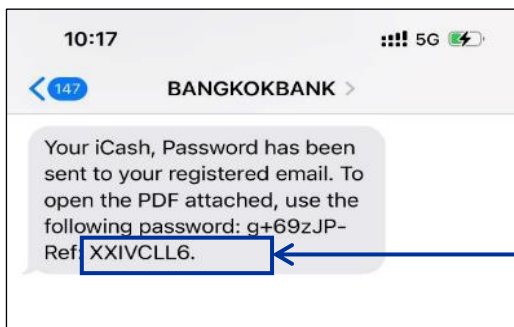 10:17 5G
147 BANGKOKBANK
Your iCash, Password has been
sent to your registered email. To
open the PDF attached, use the
following password: g+69zJP-
Ref: XXIVCLL6.